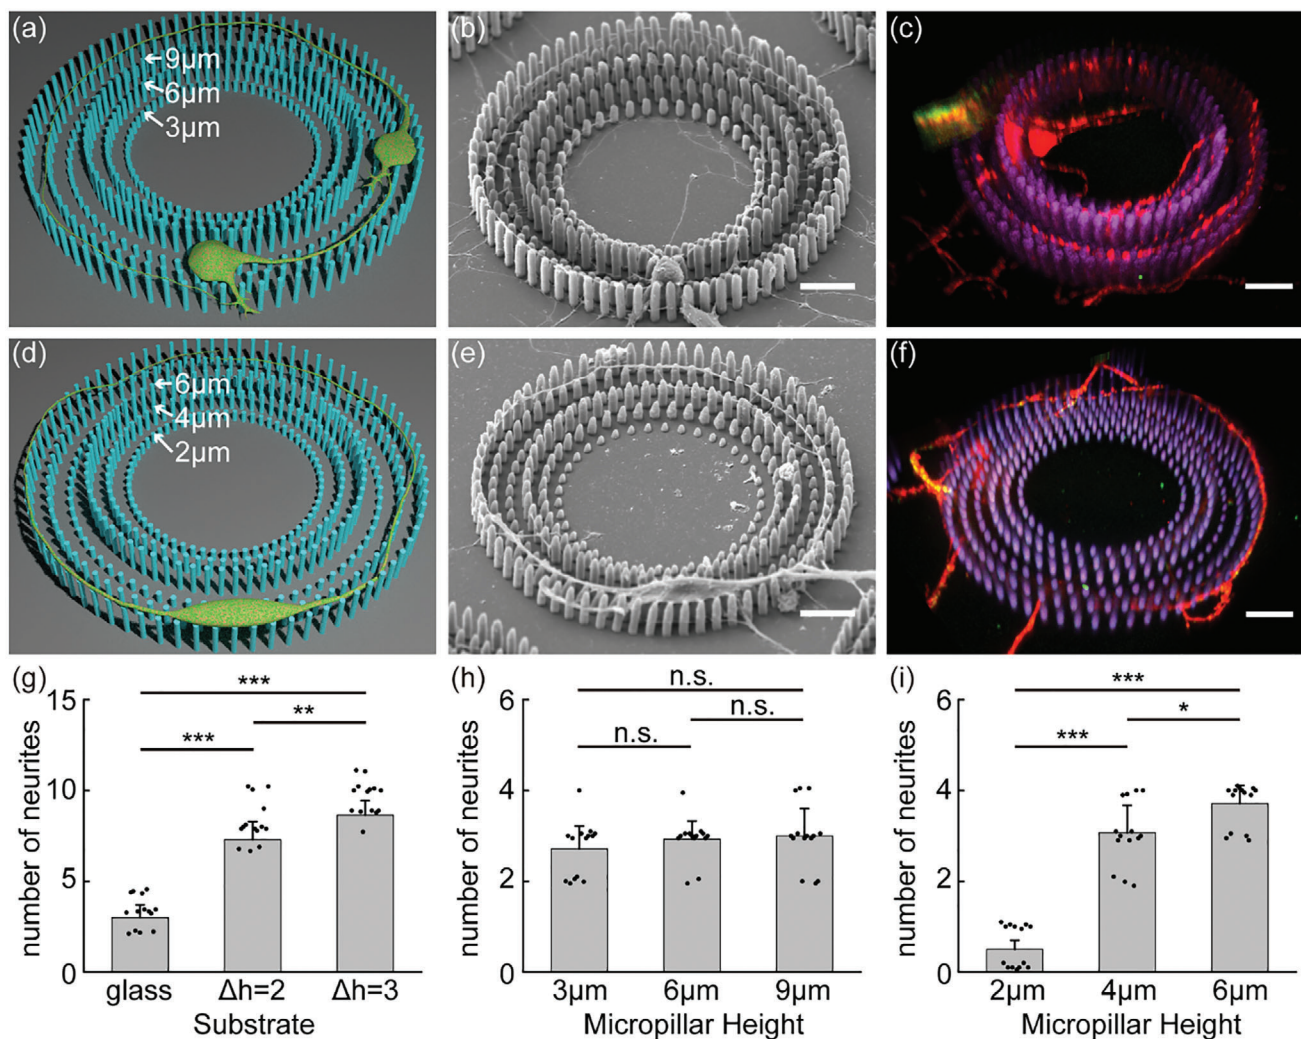 (a)
9μm
6μm
3μm
(b)
(c)
(d)
6μm
4μm
2μm
(e)
(f)
(g)
number of neurites
15
10
5
0
***
**
***
glass Δh=2 Δh=3
Substrate
(h)
number of neurites
6
4
2
0
n.s.
n.s.
n.s.
3μm 6μm 9μm
Micropillar Height
(i)
number of neurites
6
4
2
0
***
*
***
2μm 4μm 6μm
Micropillar Height